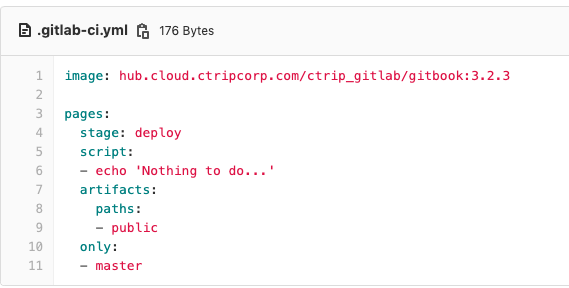 .gitlab-ci.yml 176 Bytes
1 image: hub.cloud.ctripcorp.com/ctrip_gitlab/gitbook:3.2.3
2
3 pages:
4   stage: deploy
5   script:
6   - echo 'Nothing to do...'
7   artifacts:
8     paths:
9     - public
10   only:
11   - master